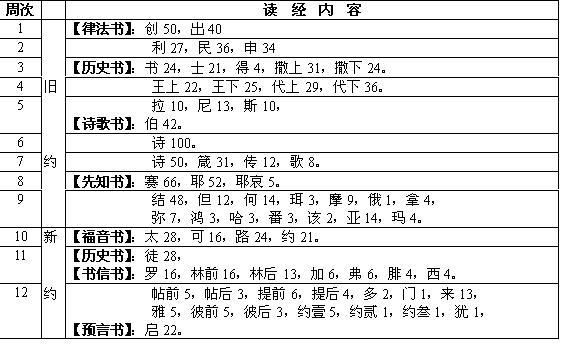 周次 读 经 内 容
1 【律法书】：创 50，出 40
2 利 27，民 36，申 34
3 【历史书】：书 24，士 21，得 4，撒上 31，撒下 24。
4 旧 王上 22，王下 25，代上 29，代下 36。
5 拉 10，尼 13，斯 10，
【诗歌书】：伯 42。
6 诗 100。
7 约 诗 50，箴 31，传 12，歌 8。
8 【先知书】：赛 66，耶 52，耶哀 5。
9 结 48，但 12，何 14，珥 3，摩 9，俄 1，拿 4，
弥 7，鸿 3，哈 3，番 3，该 2，亚 14，玛 4。
10 新 【福音书】：太 28，可 16，路 24，约 21。
11 【历史书】：徒 28，
【书信书】：罗 16，林前 16，林后 13，加 6，弗 6，腓 4，西 4。
12 约 帖前 5，帖后 3，提前 6，提后 4，多 2，门 1，来 13，
雅 5，彼前 5，彼后 3，约壹 5，约贰 1，约叁 1，犹 1，
【预言书】：启 22。